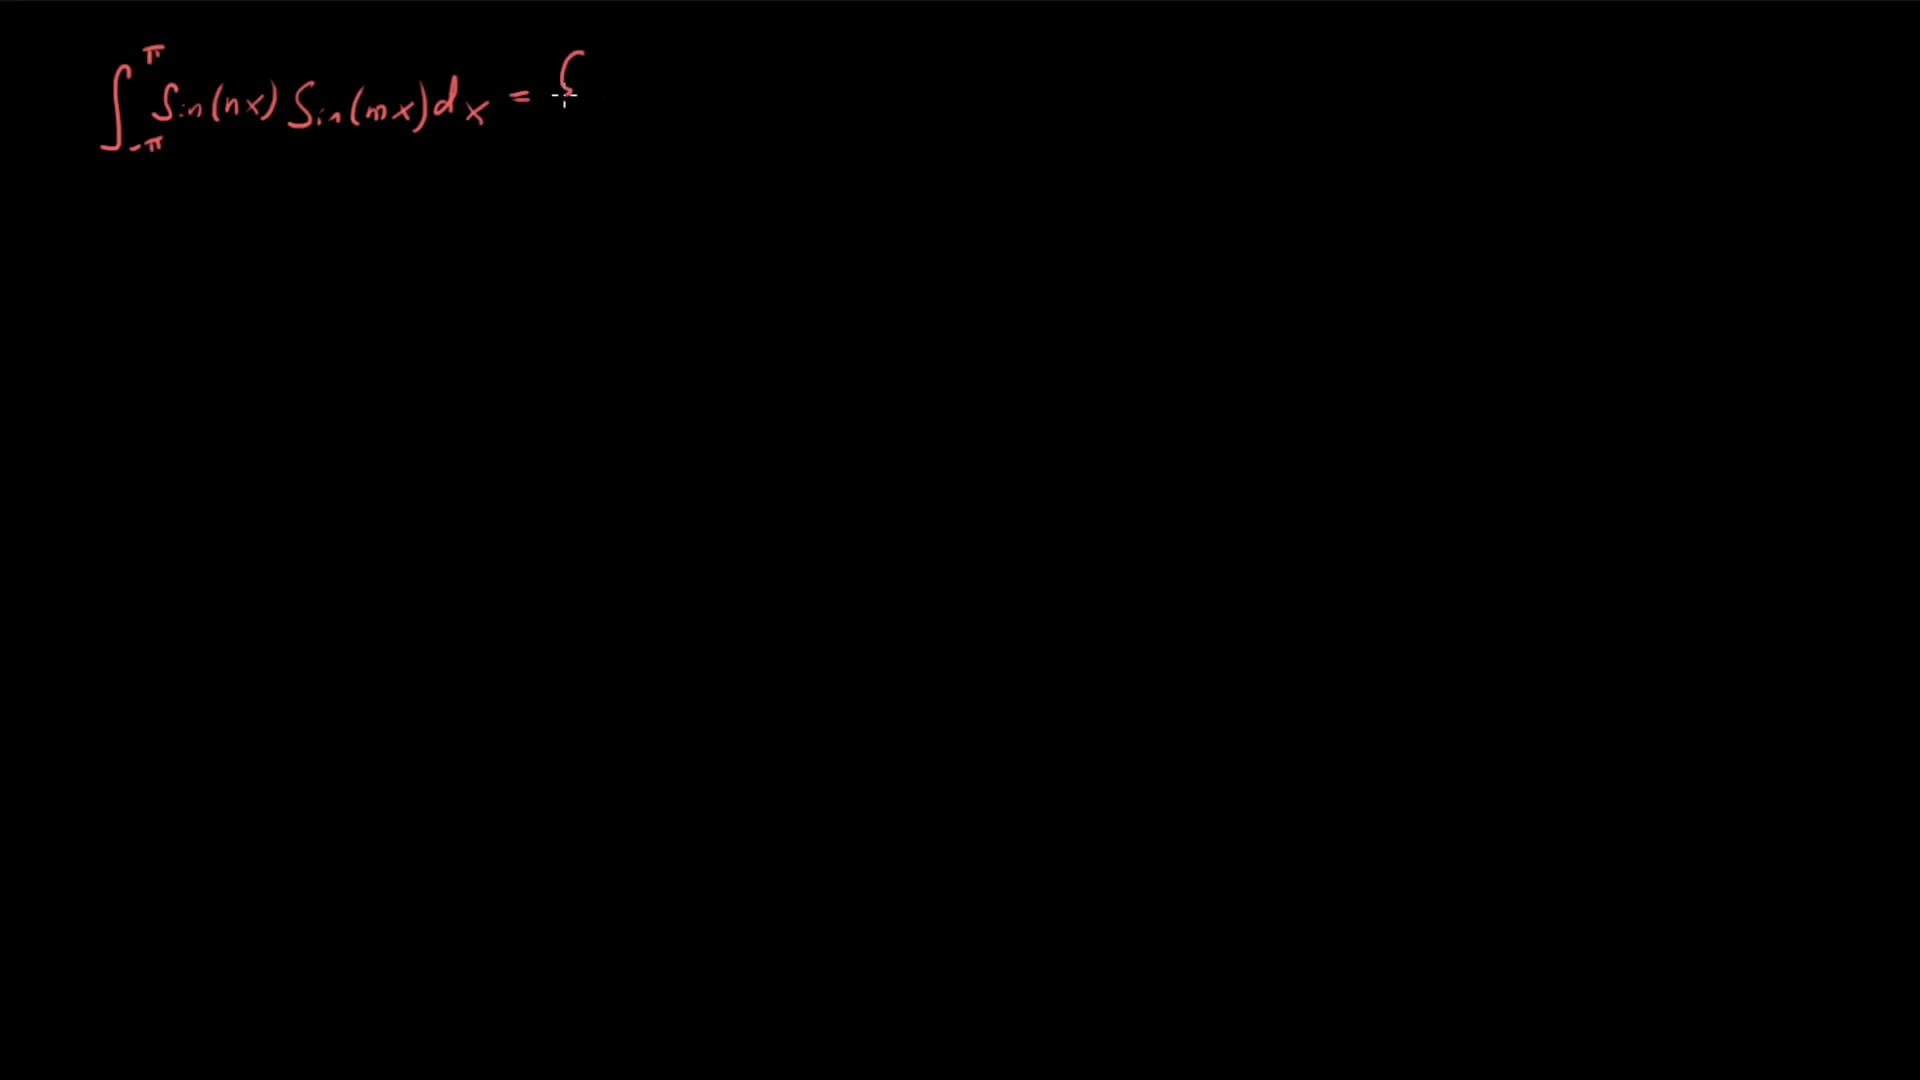 ∫_{-π}^{π} Sin(nx) Sin(mx) dx = {